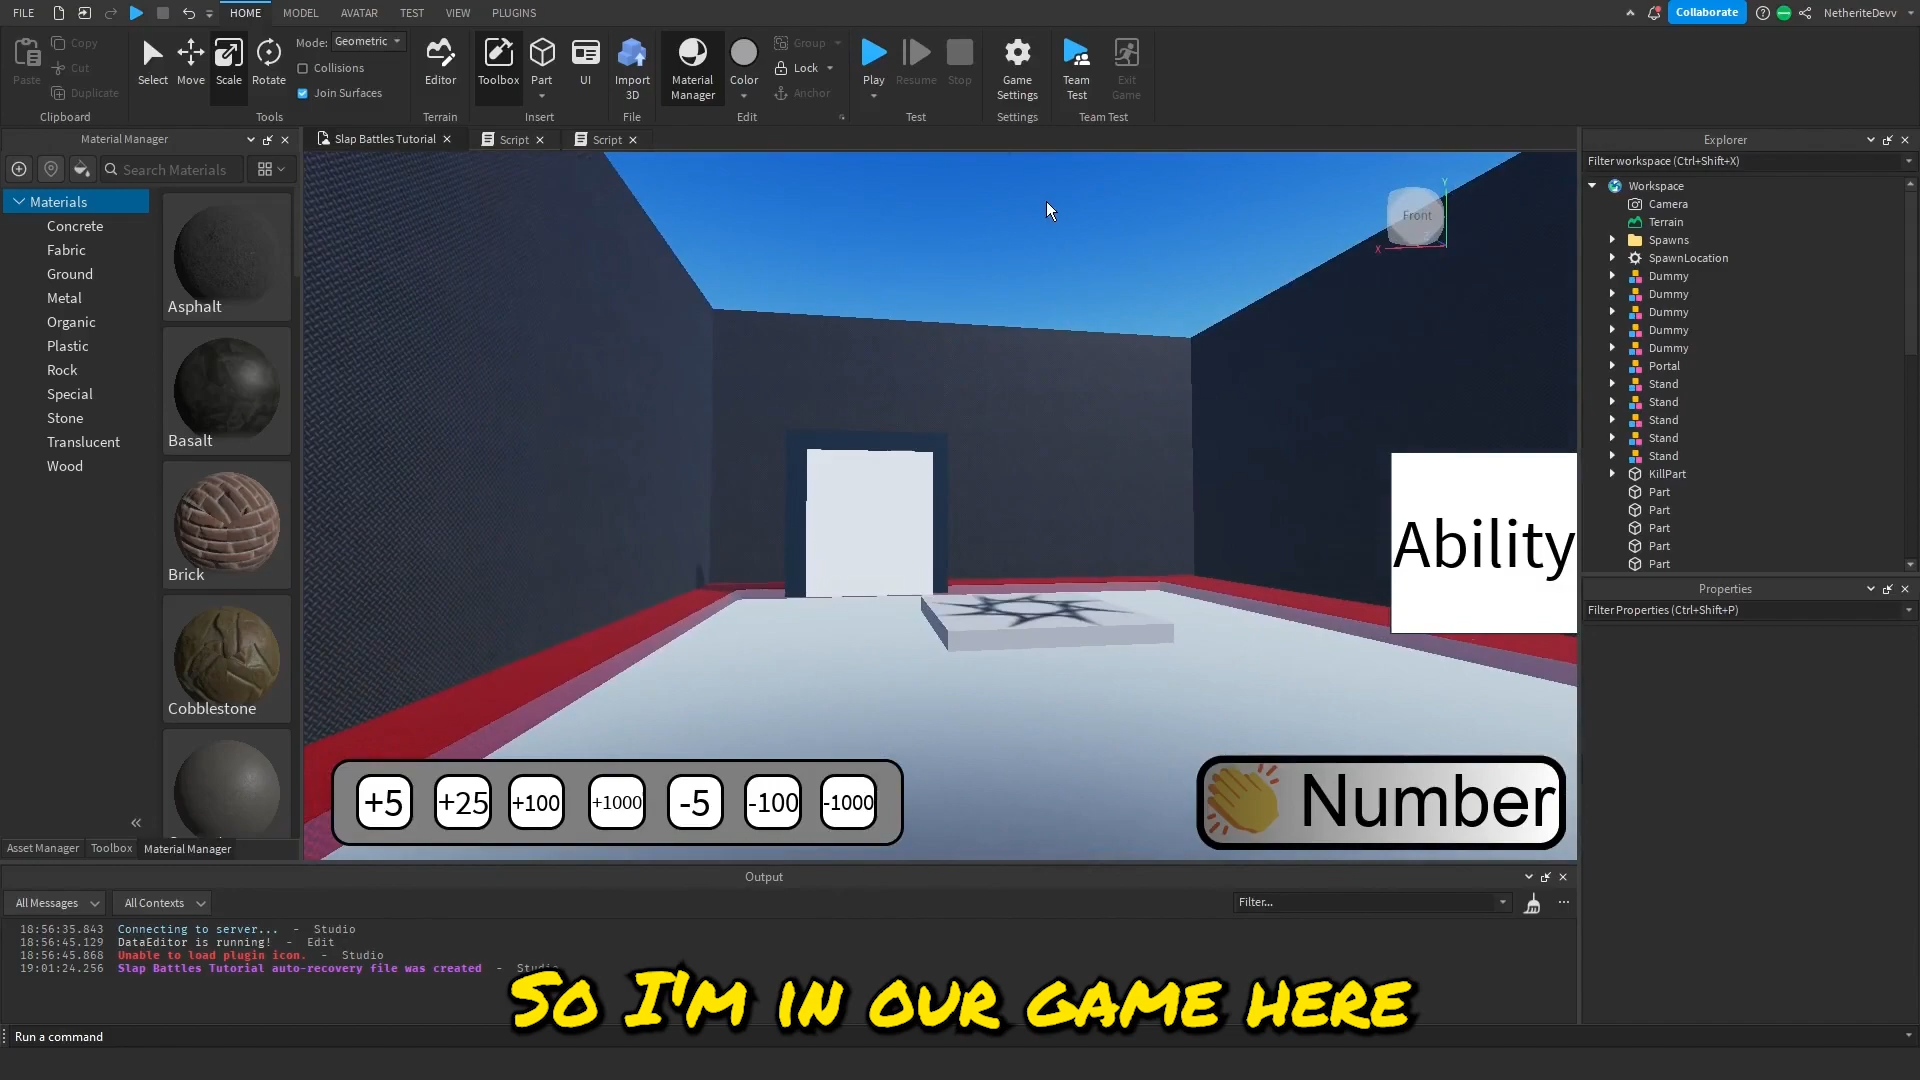 FILE HOME MODEL AVATAR TEST VIEW PLUGINS Collaborate NetheriteDevv
Paste Copy Cut Duplicate Clipboard
Select Move Scale Rotate Mode: Geometric Collisions Join Surfaces Tools
Editor Terrain
Toolbox Part UI Insert
Import 3D File
Material Manager Color Group Lock Anchor Edit
Play Resume Stop Test
Game Settings Settings
Team Test Exit Game Team Test
Material Manager
Search Materials
Materials
Concrete
Fabric
Ground
Metal
Organic
Plastic
Rock
Special
Stone
Translucent
Wood
Asphalt
Basalt
Brick
Cobblestone
Asset Manager Toolbox Material Manager
Slap Battles Tutorial Script Script
Front
Y
X
Ability
+5 +25 +100 +1000 -5 -100 -1000
Number
Explorer
Filter workspace (Ctrl+Shift+X)
Workspace
Camera
Terrain
Spawns
SpawnLocation
Dummy
Dummy
Dummy
Dummy
Dummy
Portal
Stand
Stand
Stand
Stand
Stand
KillPart
Part
Part
Part
Part
Part
Properties
Filter Properties (Ctrl+Shift+P)
Output
All Messages All Contexts Filter...
18:56:35.843 Connecting to server... - Studio
18:56:45.129 DataEditor is running! - Edit
18:56:45.868 Unable to load plugin icon. - Studio
19:01:24.256 Slap Battles Tutorial auto-recovery file was created - Studio
So I'm in our game here
Run a command